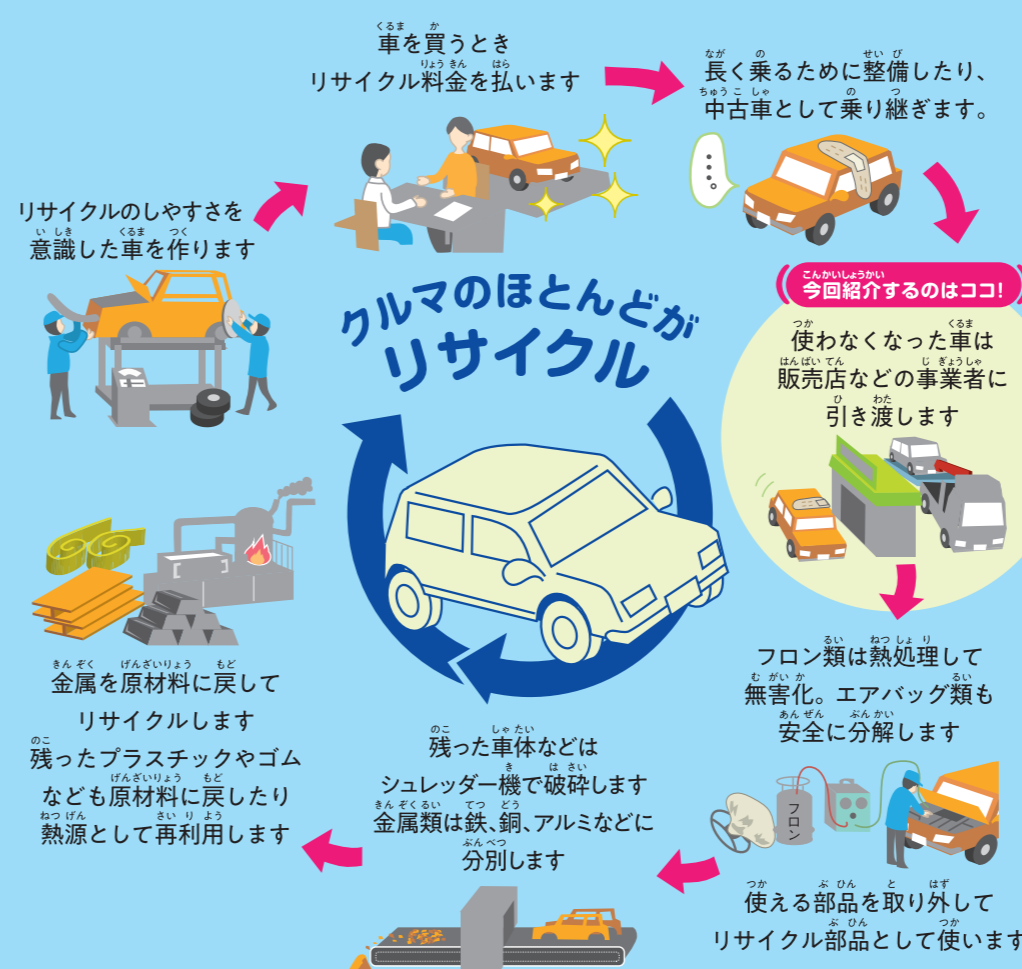 クルマのほとんどが
リサイクル
車を買うとき
リサイクル料金を払います
長く乗るために整備したり、
中古車として乗り継ぎます。
今回紹介するのはココ!
使わなくなった車は
販売店などの事業者に
引き渡します
フロン類は熱処理して
無害化。エアバッグ類も
安全に分解します
フロン
使える部品を取り外して
リサイクル部品として使います
残った車体などは
シュレッダー機で破砕します
金属類は鉄、銅、アルミなどに
分別します
金属を原材料に戻して
リサイクルします
残ったプラスチックやゴム
なども原材料に戻したり
熱源として再利用します
リサイクルのしやすさを
意識した車を作ります